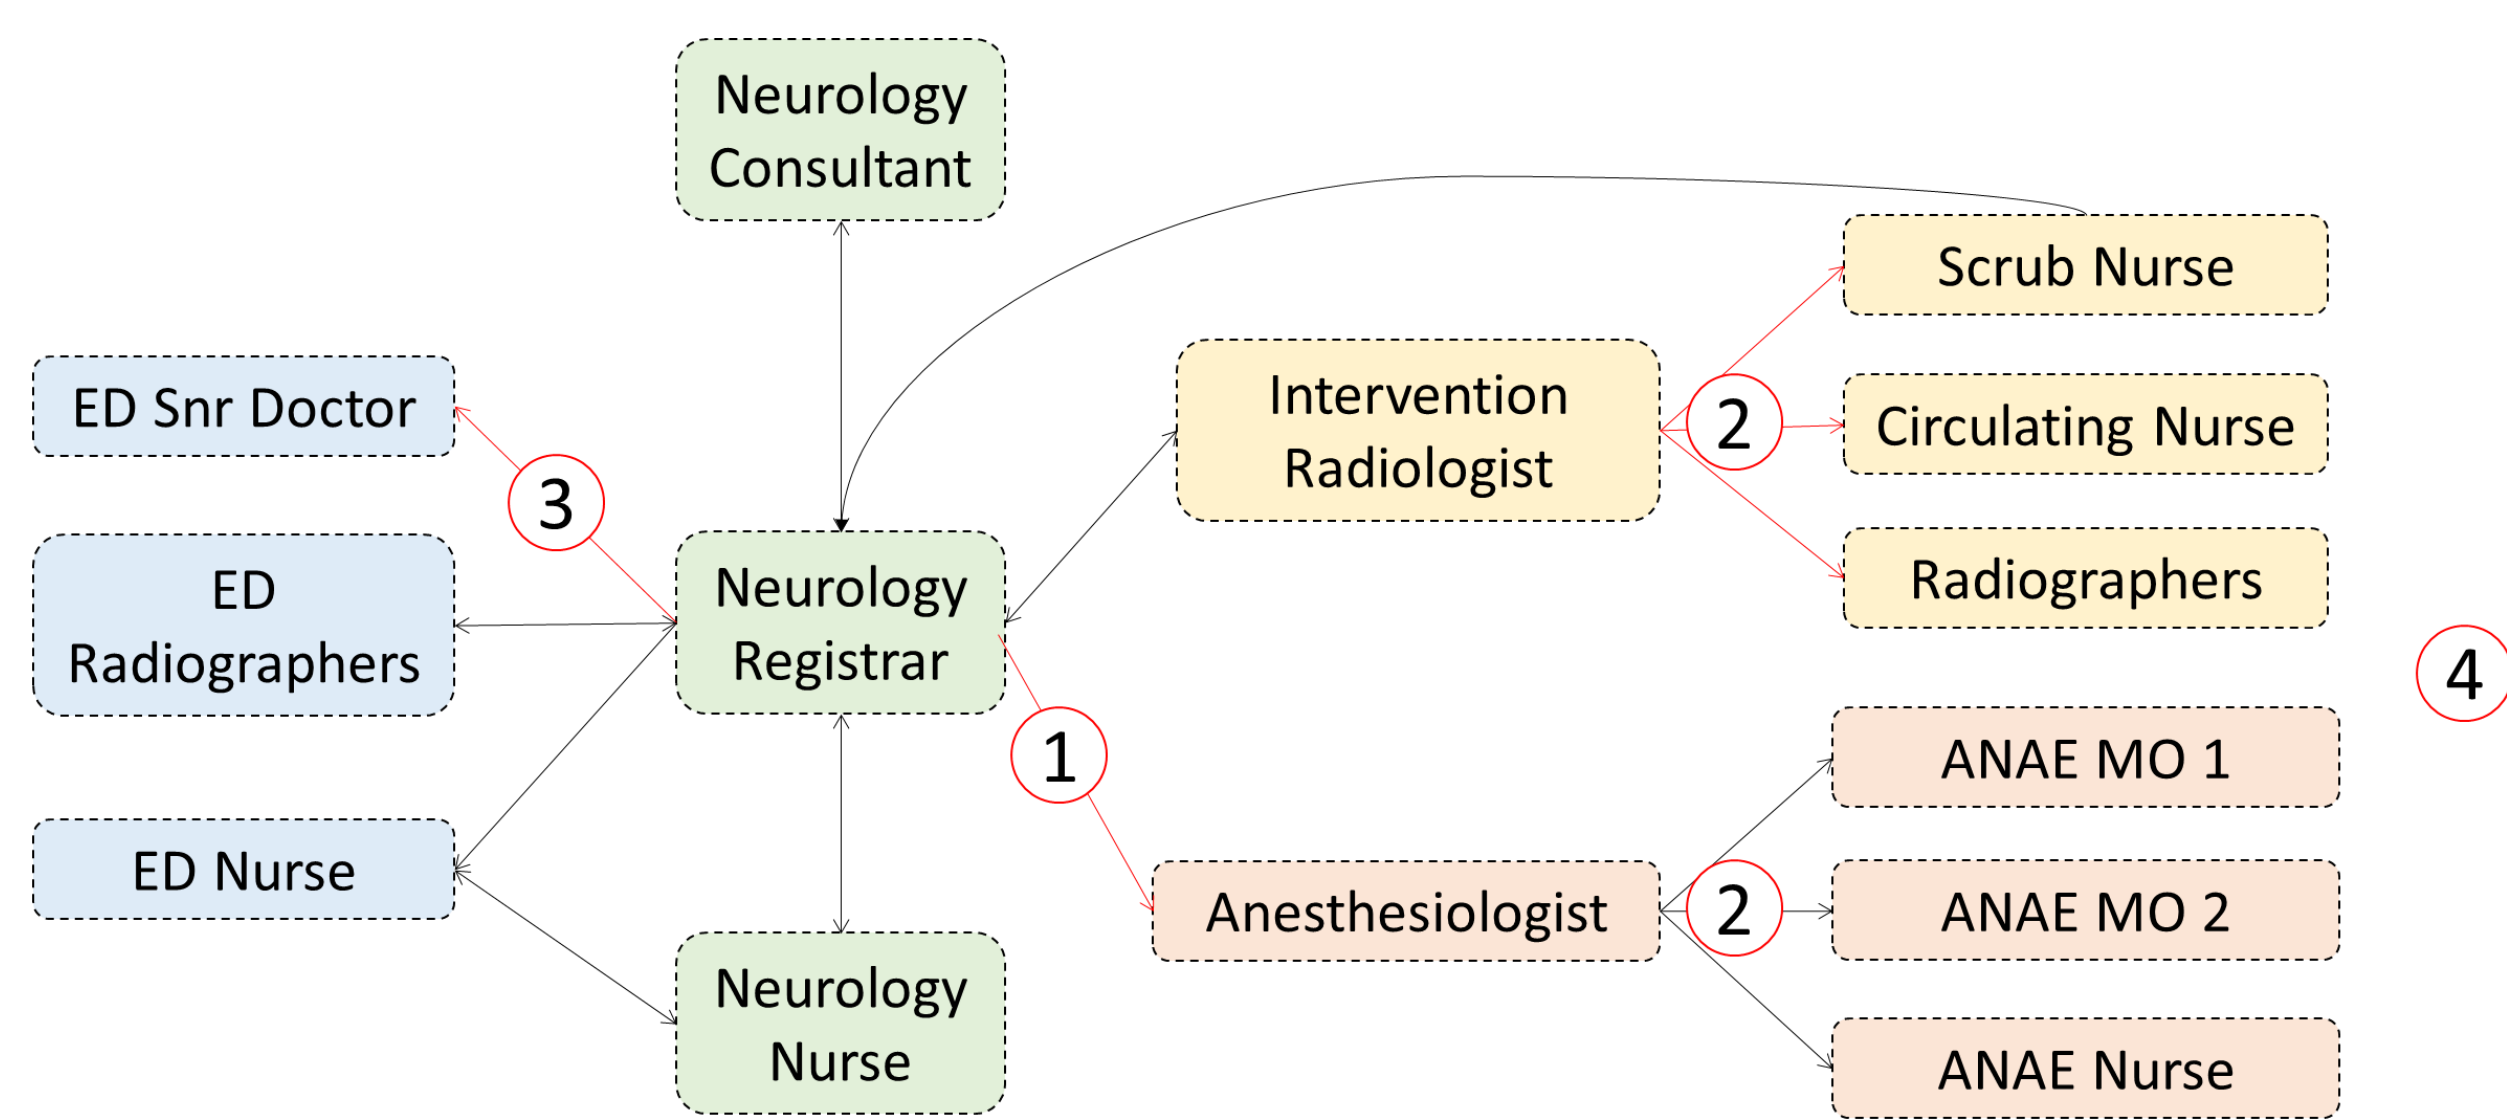 Neurology
Consultant
Scrub Nurse
ED Snr Doctor
Intervention
Radiologist
2
Circulating Nurse
3
ED
Radiographers
Neurology
Registrar
Radiographers
4
1
ANAE MO 1
ED Nurse
Anesthesiologist
2
ANAE MO 2
Neurology
Nurse
ANAE Nurse